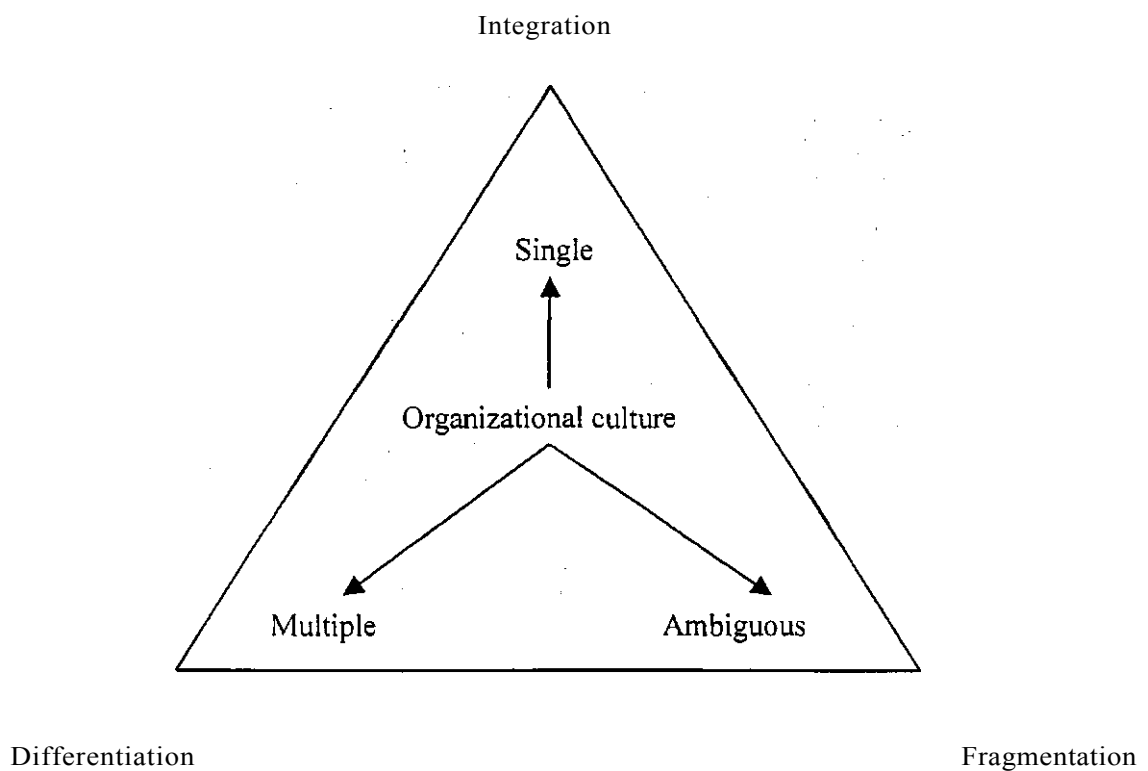 Integration
Single
Organizational culture
Multiple Ambiguous
Differentiation Fragmentation